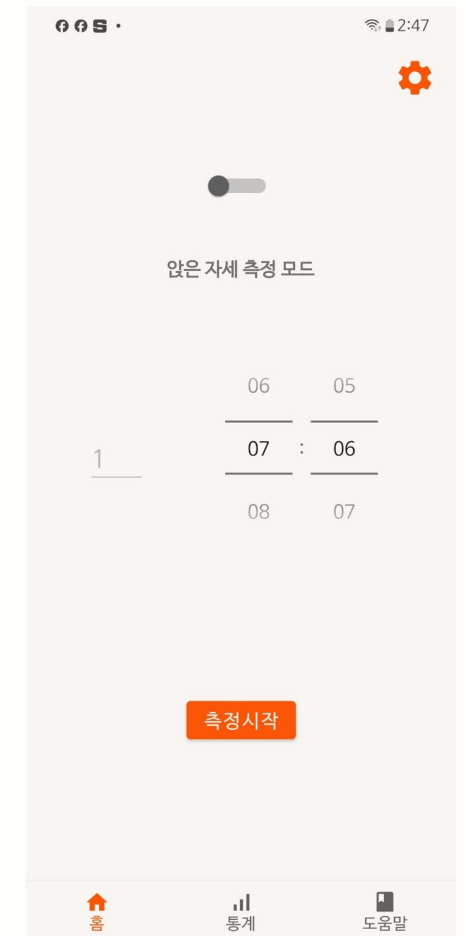 2:47
앉은 자세 측정 모드
06 05
1 07 : 06
08 07
측정시작
홈 통계 도움말